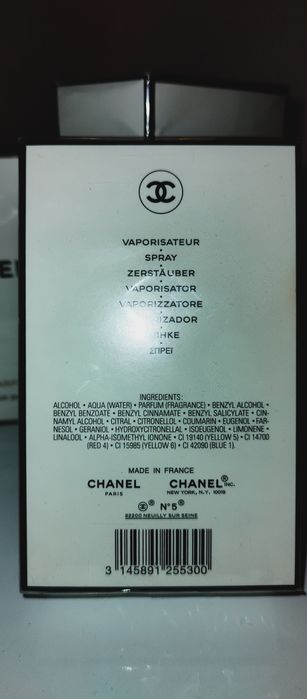 VAPORISATEUR
SPRAY
ZERSTÄUBER
VAPORISATOR
VAPORIZZATORE
ΣΠΡΕΪ
INGREDIENTS:
ALCOHOL • AQUA (WATER) • PARFUM (FRAGRANCE) • BENZYL ALCOHOL •
BENZYL BENZOATE • BENZYL CINNAMATE • BENZYL SALICYLATE • CIN-
NAMYL ALCOHOL • CITRAL • CITRONELLOL • COUMARIN • EUGENOL • FAR-
NESOL • GERANIOL • HYDROXYCITRONELLAL • ISOEUGENOL • LIMONENE •
LINALOOL • ALPHA-ISOMETHYL IONONE • CI 19140 (YELLOW 5) • CI 14700
(RED 4) • CI 15985 (YELLOW 6) • CI 42090 (BLUE 1).
MADE IN FRANCE
CHANEL CHANEL® INC.
PARIS NEW YORK, N.Y. 10019
® N°5®
92200 NEUILLY SUR SEINE
3 145891 255300